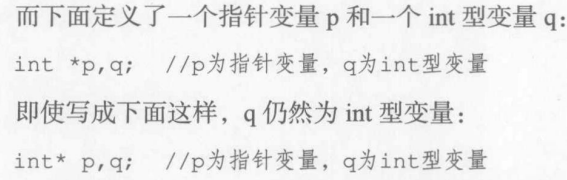 而下面定义了一个指针变量 p 和一个 int 型变量 q:
int *p,q;  //p为指针变量，q为int型变量
即使写成下面这样，q 仍然为 int 型变量：
int* p,q;  //p为指针变量，q为int型变量